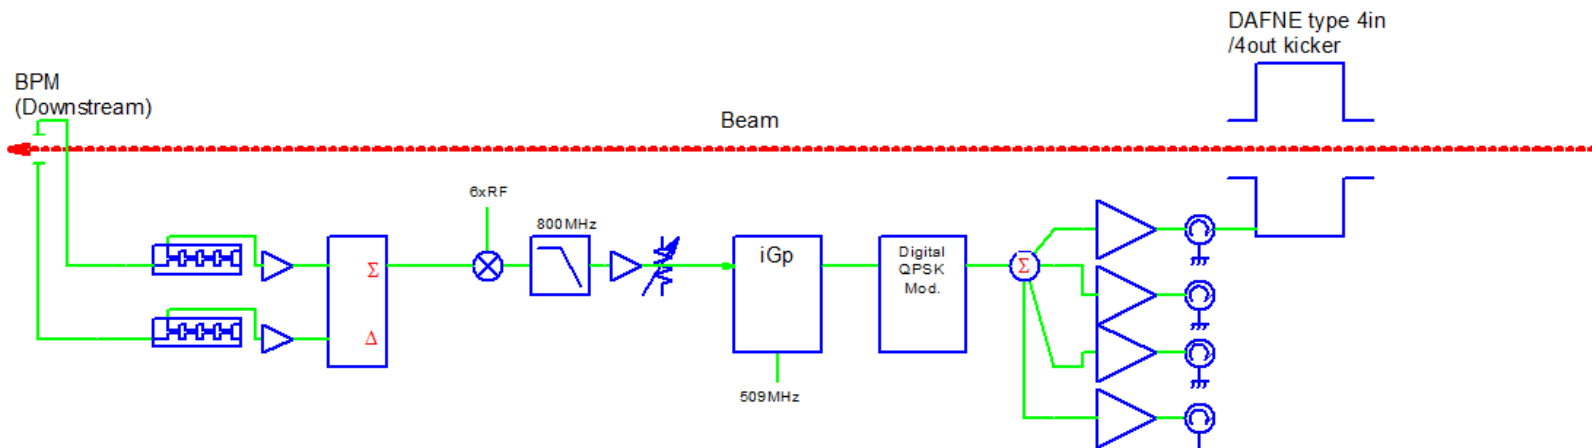 DAFNE type 4in
/4out kicker
BPM
(Downstream)
Beam
6xRF
800MHz
Σ
Δ
iGp
Digital
QPSK
Mod.
Σ
509MHz